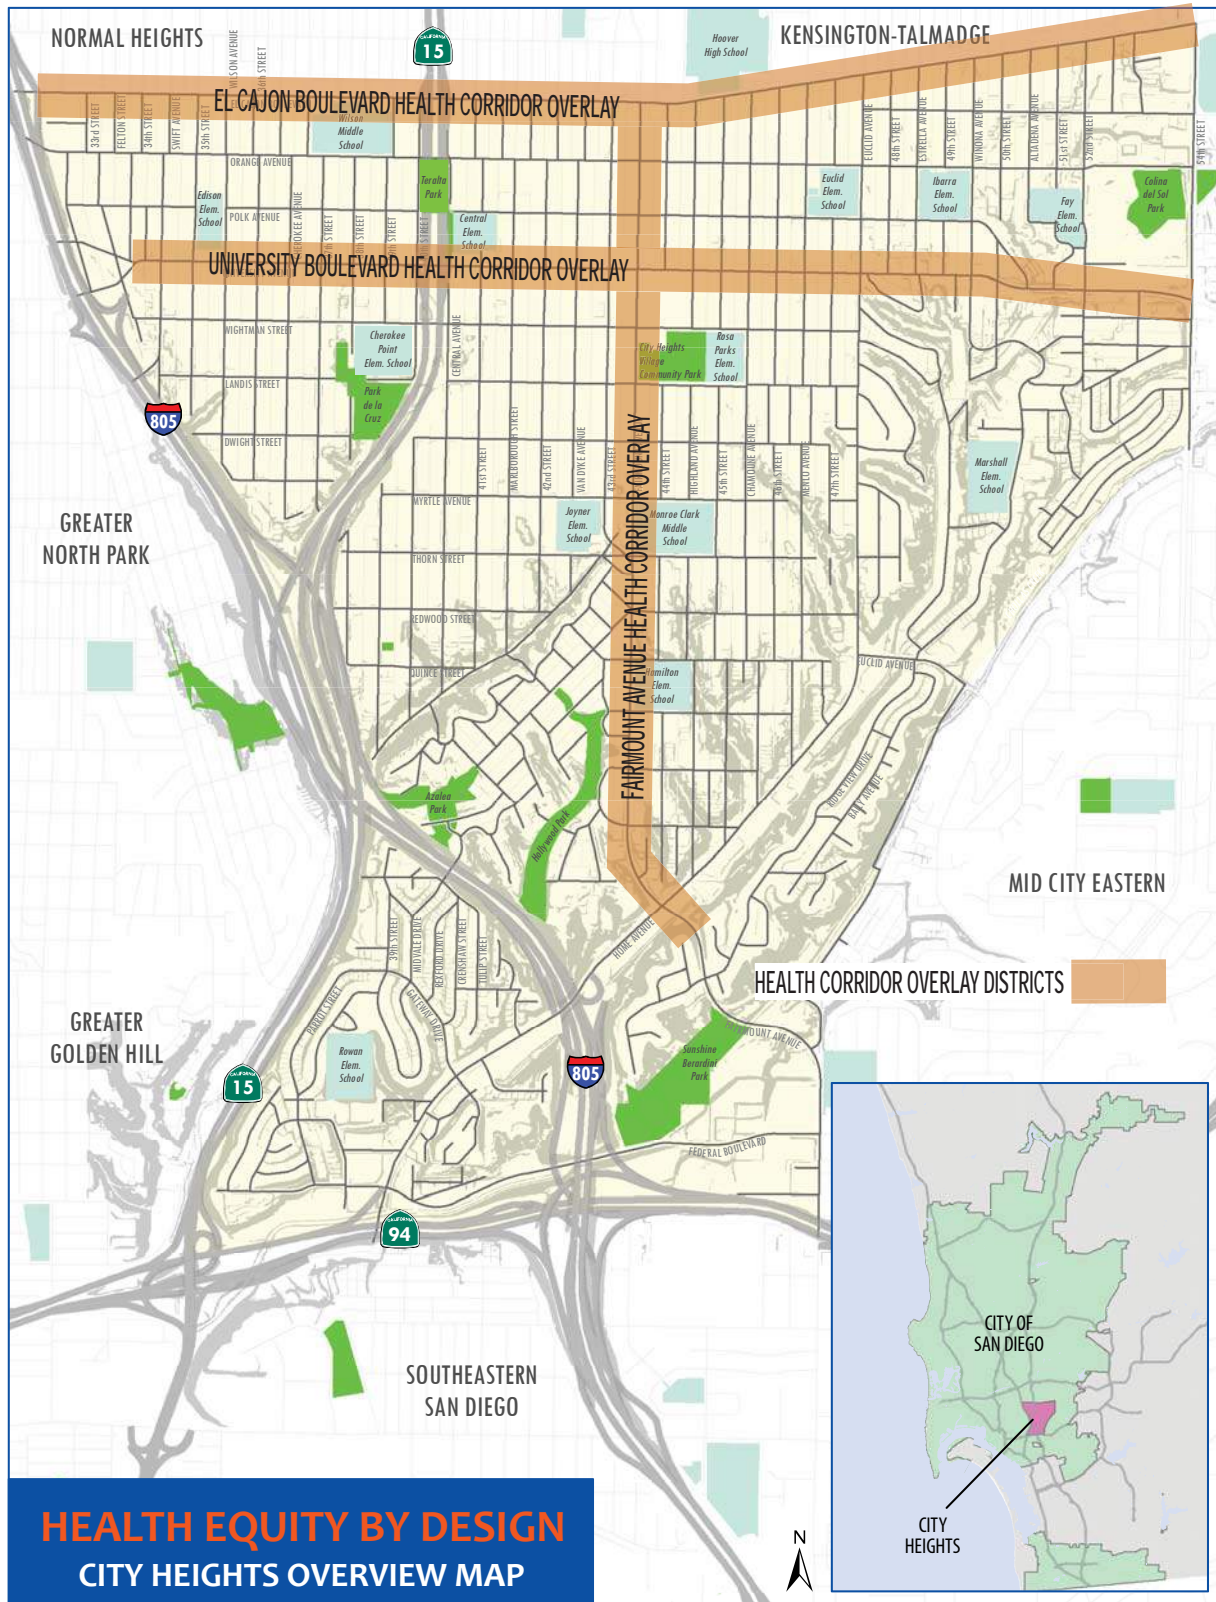 NORMAL HEIGHTS
CALIFORNIA
15
Hoover
High School
KENSINGTON-TALMADGE
WILSON AVENUE
EL CAJON BOULEVARD HEALTH CORRIDOR OVERLAY
33rd STREET
FELTON STREET
34th STREET
SWIFT AVENUE
35th STREET
Wilson
Middle
School
EUCLID AVENUE
48th STREET
ESTRELLA AVENUE
49th STREET
WINONA AVENUE
50th STREET
ALTADENA AVENUE
51st STREET
52nd STREET
54th STREET
ORANGE AVENUE
Teralta
Park
Edison
Elem.
School
Euclid
Elem.
School
Ibarra
Elem.
School
Fay
Elem.
School
Colina
del Sol
Park
POLK AVENUE
Central
Elem.
School
UNIVERSITY BOULEVARD HEALTH CORRIDOR OVERLAY
WIGHTMAN STREET
Cherokee
Point
Elem. School
CENTRAL AVENUE
City Heights
Village
Community Park
Rosa
Parks
Elem.
School
LANDIS STREET
Park
de la
Cruz
805
DWIGHT STREET
41st STREET
MARLBOROUGH STREET
42nd STREET
VAN DYKE AVENUE
43rd STREET
44th STREET
HIGHLAND AVENUE
45th STREET
CHAMOUNE AVENUE
46th STREET
MENLO AVENUE
47th STREET
Marshall
Elem.
School
FAIRMOUNT AVENUE HEALTH CORRIDOR OVERLAY
MYRTLE AVENUE
Joyner
Elem.
School
Monroe Clark
Middle
School
GREATER
NORTH PARK
THORN STREET
REDWOOD STREET
QUINCE STREET
Hamilton
Elem.
School
EUCLID AVENUE
Azalea
Park
Hollywood Park
RIDGE VIEW DRIVE
BAILY AVENUE
MID CITY EASTERN
39th STREET
MIDVALE DRIVE
REXFORD DRIVE
CRENSHAW STREET
TULIP STREET
HOME AVENUE
HEALTH CORRIDOR OVERLAY DISTRICTS
PARROT STREET
GATEWAY DRIVE
GREATER
GOLDEN HILL
CALIFORNIA
15
Rowan
Elem.
School
805
FAIRMOUNT AVENUE
Sunshine
Berardini
Park
FEDERAL BOULEVARD
CALIFORNIA
94
SOUTHEASTERN
SAN DIEGO
CITY OF
SAN DIEGO
CITY
HEIGHTS
N
HEALTH EQUITY BY DESIGN
CITY HEIGHTS OVERVIEW MAP